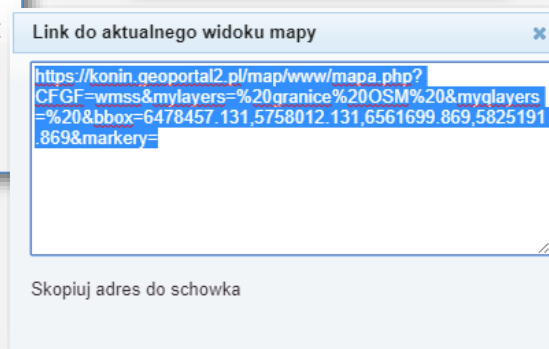 Link do aktualnego widoku mapy
https://konin.geoportal2.pl/map/www/mapa.php?
CFGF=wmss&mylayers=%20granice%20OSM%20&myqlayers
=%20&bbox=6478457.131,5758012.131,6561699.869,5825191
.869&markery=
Skopiuj adres do schowka